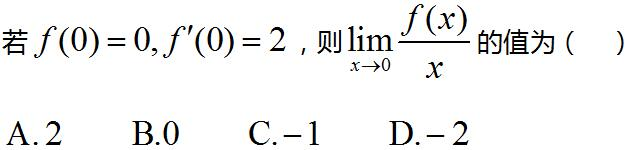 若 f(0) = 0, f′(0) = 2 ，则 lim_{x→0} f(x)/x 的值为（ ）
A. 2 B.0 C. −1 D. −2